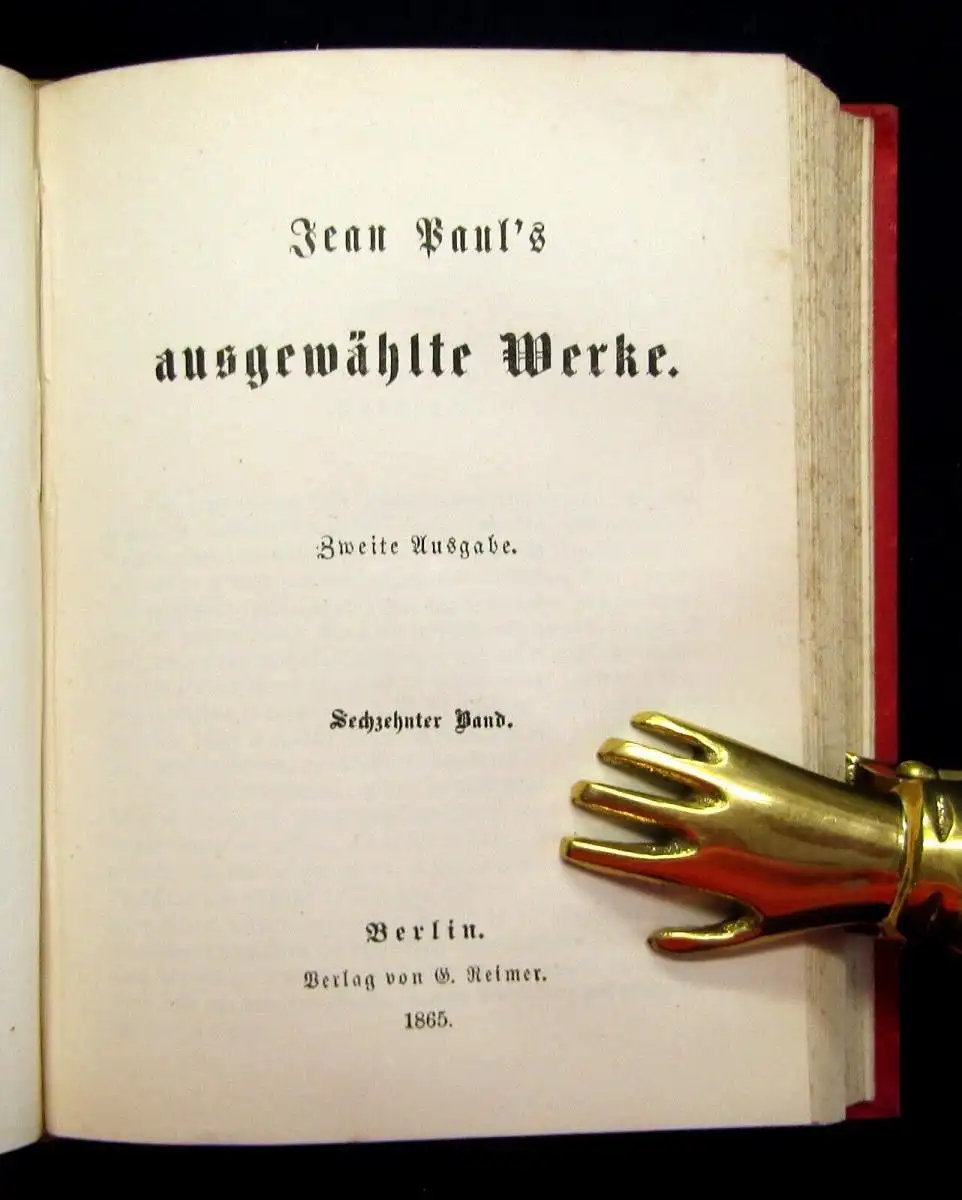 Jean Paul's
ausgewählte Werke.
Zweite Ausgabe.
Sechzehnter Band.
Berlin.
Verlag von G. Reimer.
1865.